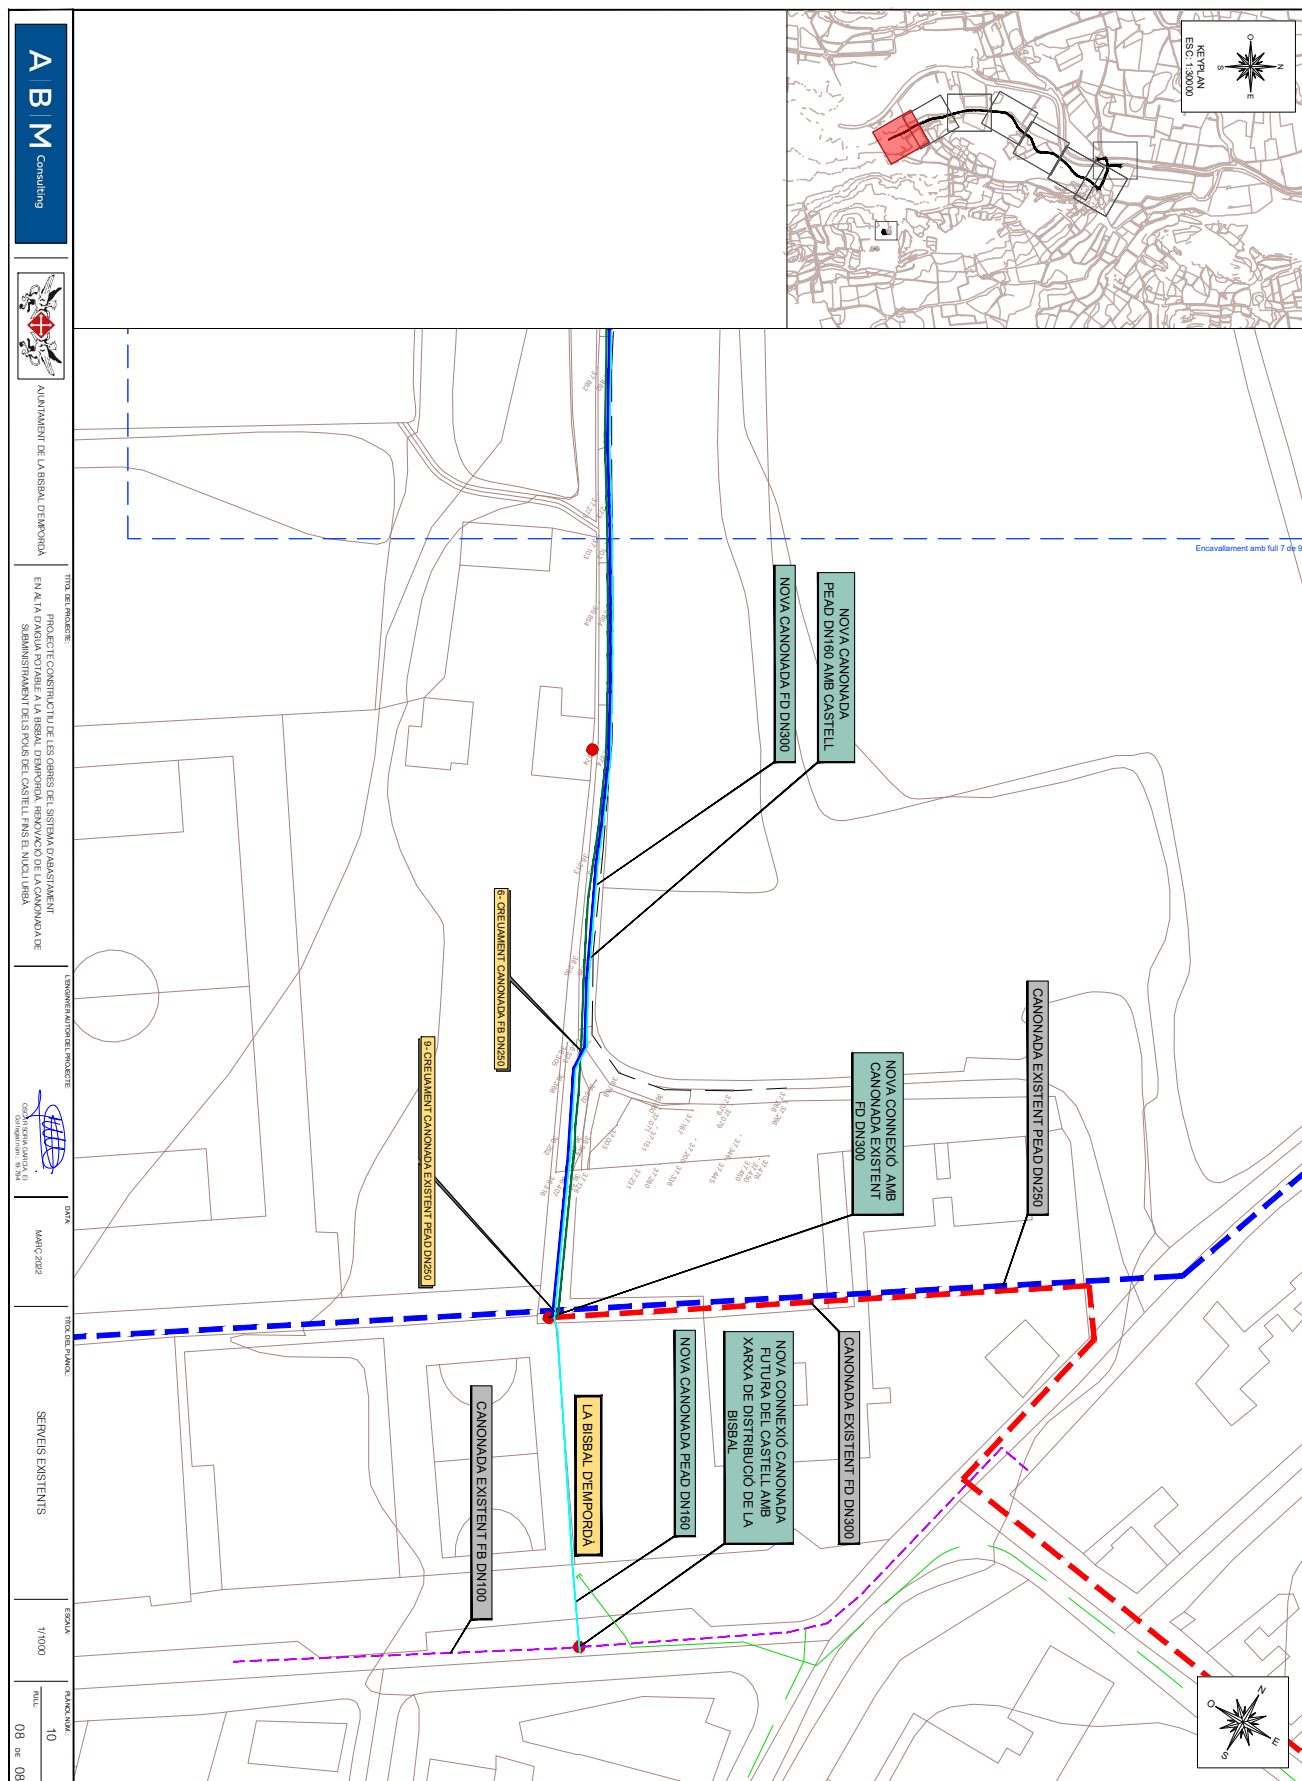 KEYPLAN
ESC: 1:30000
N
S
E
O
Encavallament amb full 7 de 9
NOVA CANONADA
PEAD DN160 AMB CASTELL
NOVA CANONADA FD DN300
CANONADA EXISTENT PEAD DN250
NOVA CONNEXIÓ AMB
CANONADA EXISTENT
FD DN300
6- CREUAMENT CANONADA FB DN250
9- CREUAMENT CANONADA EXISTENT PEAD DN250
CANONADA EXISTENT FD DN300
NOVA CONNEXIÓ CANONADA
FUTURA DEL CASTELL AMB
XARXA DE DISTRIBUCIÓ DE LA
BISBAL
NOVA CANONADA PEAD DN160
LA BISBAL D'EMPORDÀ
CANONADA EXISTENT FB DN100
N
E
S
O
A B M Consulting
AJUNTAMENT DE LA BISBAL D'EMPORDÀ
TÍTOL DEL PROJECTE:
PROJECTE CONSTRUCTIU DE LES OBRES DEL SISTEMA D'ABASTAMENT
EN ALTA D'AIGUA POTABLE A LA BISBAL D'EMPORDÀ. RENOVACIÓ DE LA CANONADA DE
SUBMINISTRAMENT DELS POUS DEL CASTELL FINS EL NUCLI URBÀ
L'ENGINYER AUTOR DEL PROJECTE:
DATA:
MARÇ 2022
TÍTOL DEL PLÀNOL:
SERVEIS EXISTENTS
ESCALA:
1/1000
PLÀNOL NÚM.:
10
FULL:
08 DE 08